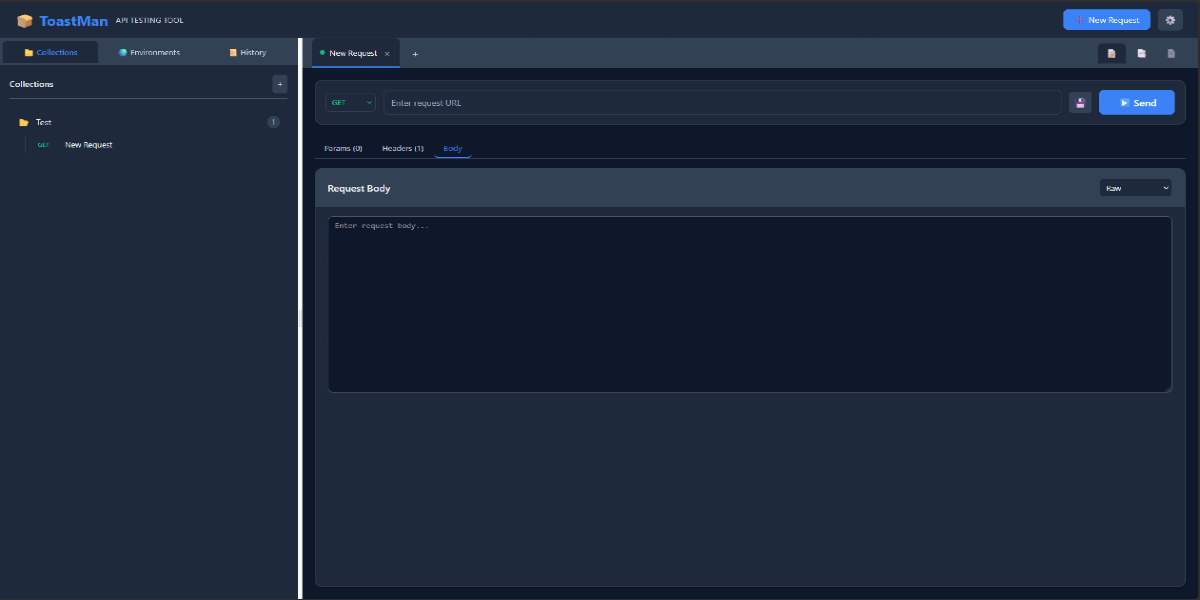 ToastMan API TESTING TOOL
New Request
Collections Environments History
New Request × +
Collections +
GET Enter request URL Send
Test 1
GET New Request
Params (0) Headers (1) Body
Request Body Raw
Enter request body...